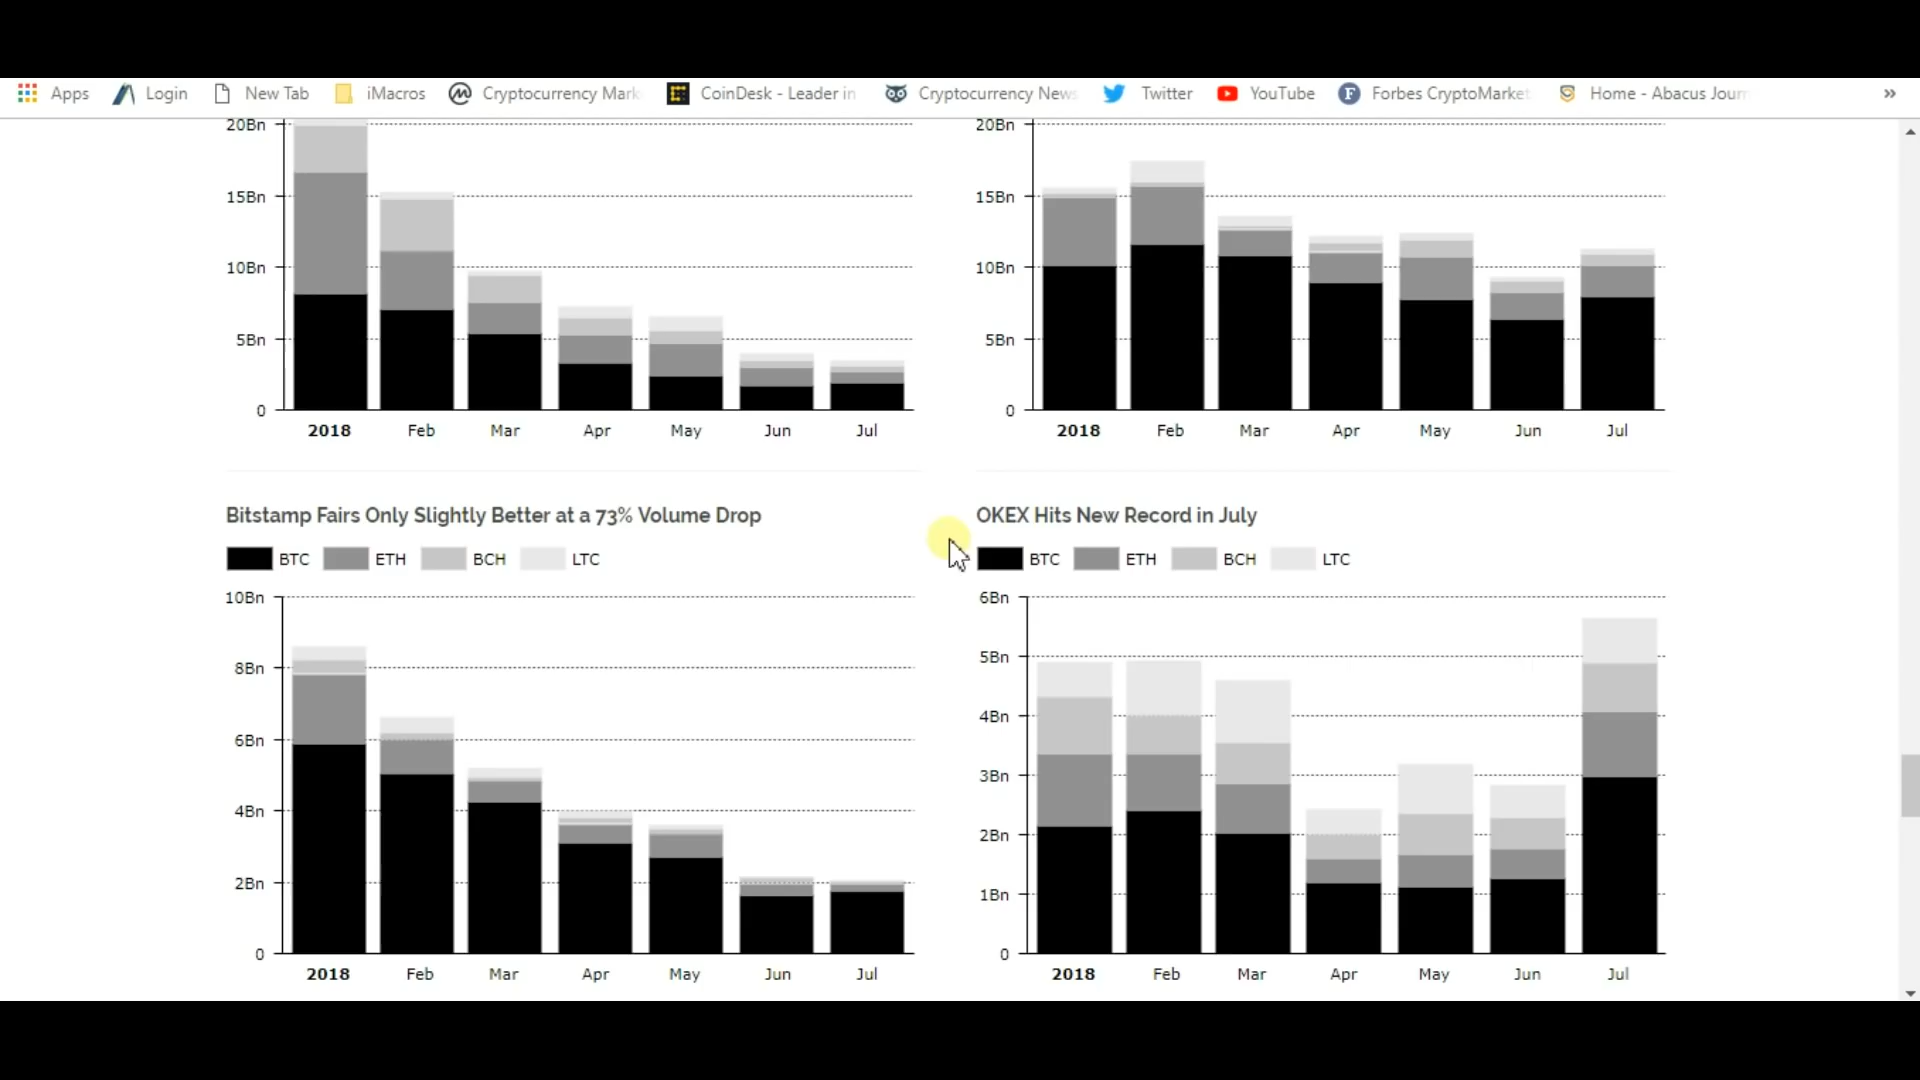 Apps Login New Tab iMacros Cryptocurrency Mark CoinDesk - Leader in Cryptocurrency News Twitter YouTube Forbes CryptoMarket Home - Abacus Journ »
20Bn
15Bn
10Bn
5Bn
0
2018 Feb Mar Apr May Jun Jul
20Bn
15Bn
10Bn
5Bn
0
2018 Feb Mar Apr May Jun Jul
Bitstamp Fairs Only Slightly Better at a 73% Volume Drop
BTC ETH BCH LTC
10Bn
8Bn
6Bn
4Bn
2Bn
0
2018 Feb Mar Apr May Jun Jul
OKEX Hits New Record in July
BTC ETH BCH LTC
6Bn
5Bn
4Bn
3Bn
2Bn
1Bn
0
2018 Feb Mar Apr May Jun Jul